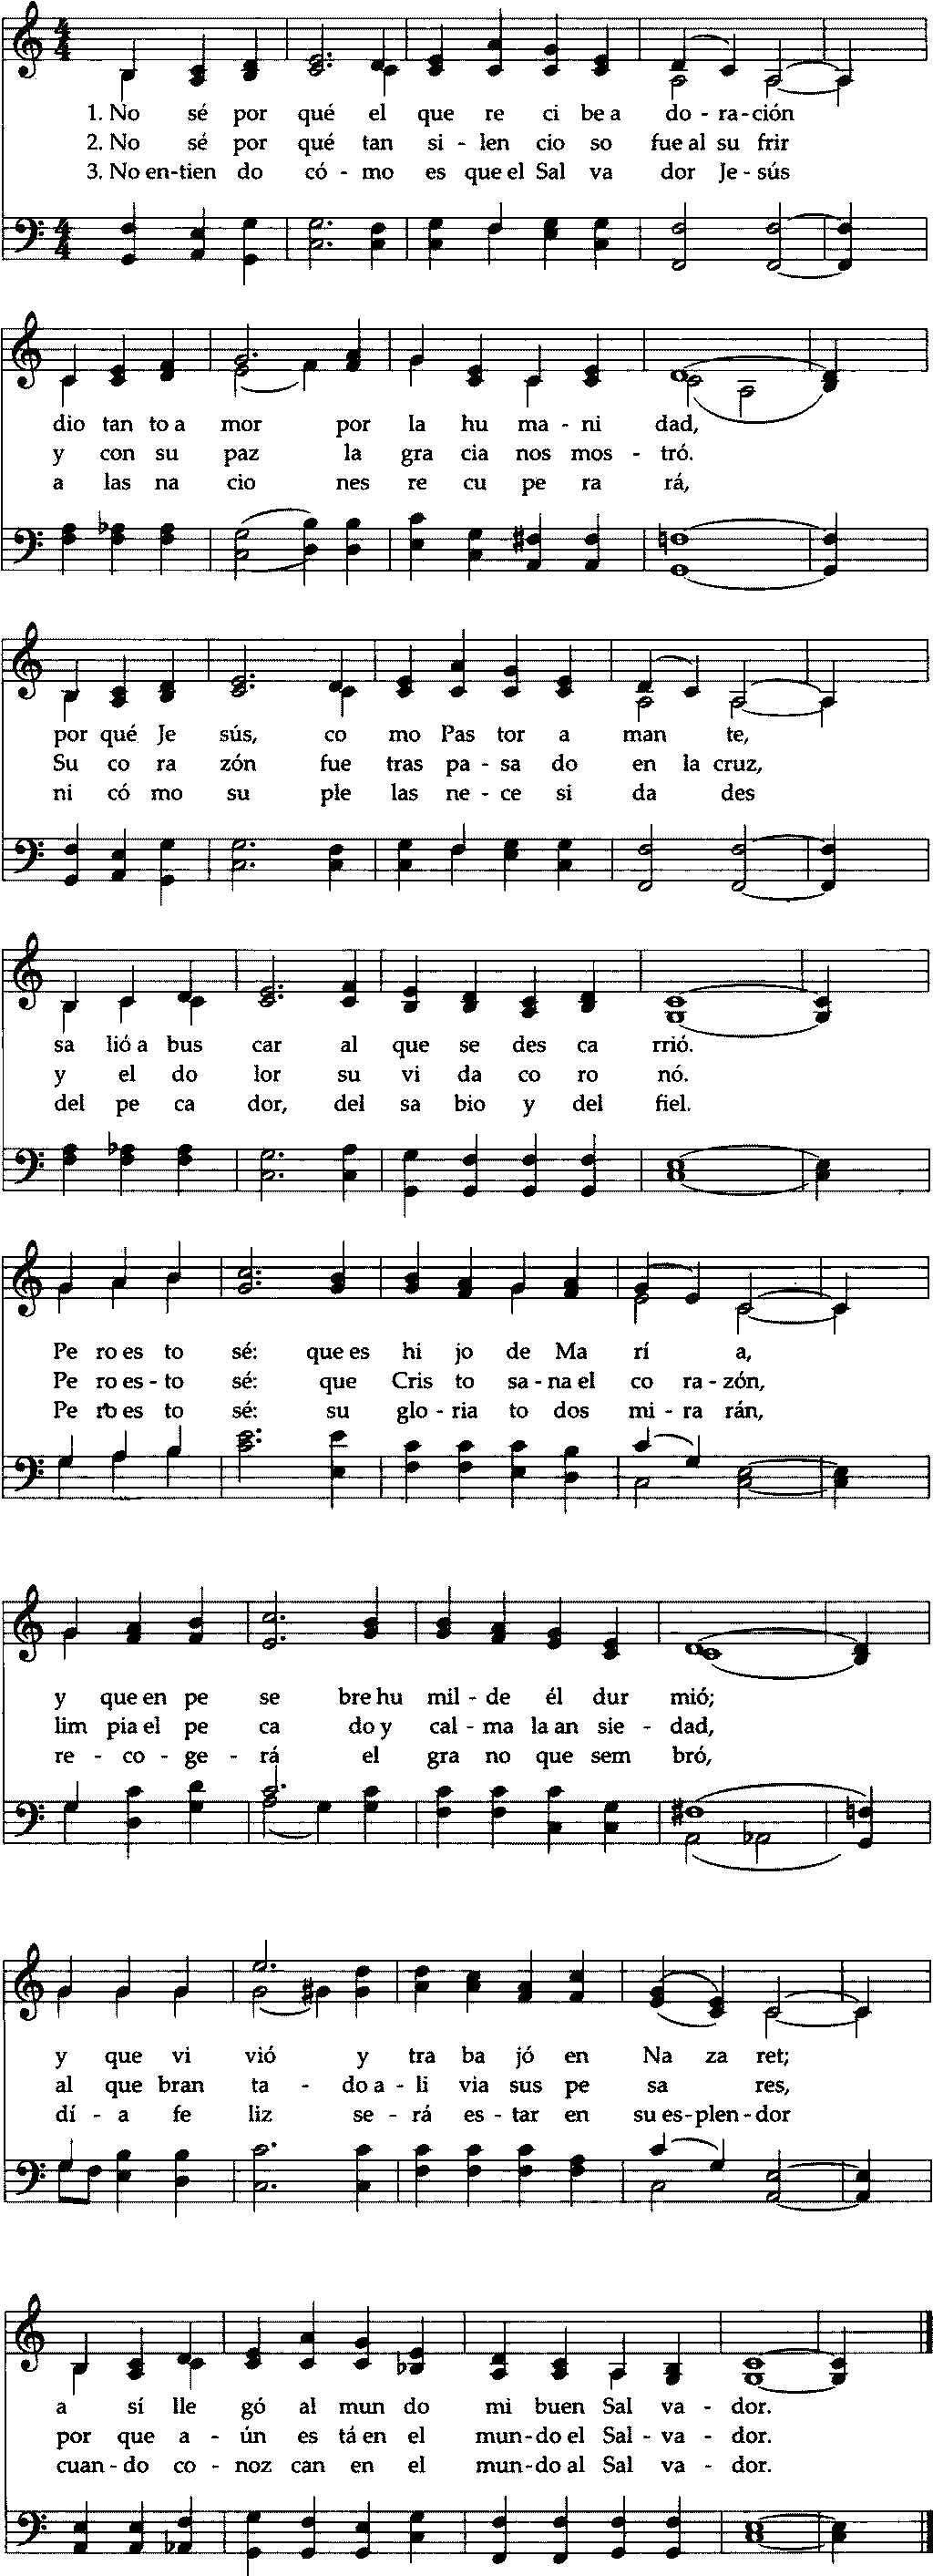 1. No sé por qué el que re ci be a do - ra - ción
2. No sé por qué tan si - len cio so fue al su frir
3. No en - tien do có - mo es que el Sal va dor Je - sús
dio tan to a mor por la hu ma - ni dad,
y con su paz la gra cia nos mos - tró.
a las na cio nes re cu pe ra rá,
por qué Je sús, co mo Pas tor a man te,
Su co ra zón fue tras pa - sa do en la cruz,
ni có mo su ple las ne - ce si da des
sa lió a bus car al que se des ca rrió.
y el do lor su vi da co ro nó.
del pe ca dor, del sa bio y del fiel.
Pe ro es to sé: que es hi jo de Ma rí a,
Pe ro es - to sé: que Cris to sa - na el co ra - zón,
Pe ro es to sé: su glo - ria to dos mi - ra rán,
y que en pe se bre hu mil - de él dur mió;
lim pia el pe ca do y cal - ma la an sie - dad,
re - co - ge - rá el gra no que sem bró,
y que vi vió y tra ba jó en Na za ret;
al que bran ta - do a - li via sus pe sa res,
dí - a fe liz se - rá es - tar en su es - plen - dor
a sí lle gó al mun do mi buen Sal va - dor.
por que a - ún es tá en el mun - do el Sal - va - dor.
cuan - do co - noz can en el mun - do al Sal va - dor.